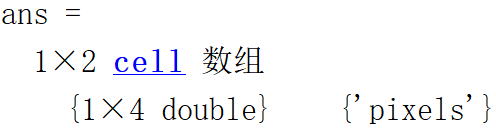 ans =
1×2 cell 数组
{1×4 double}    {'pixels'}